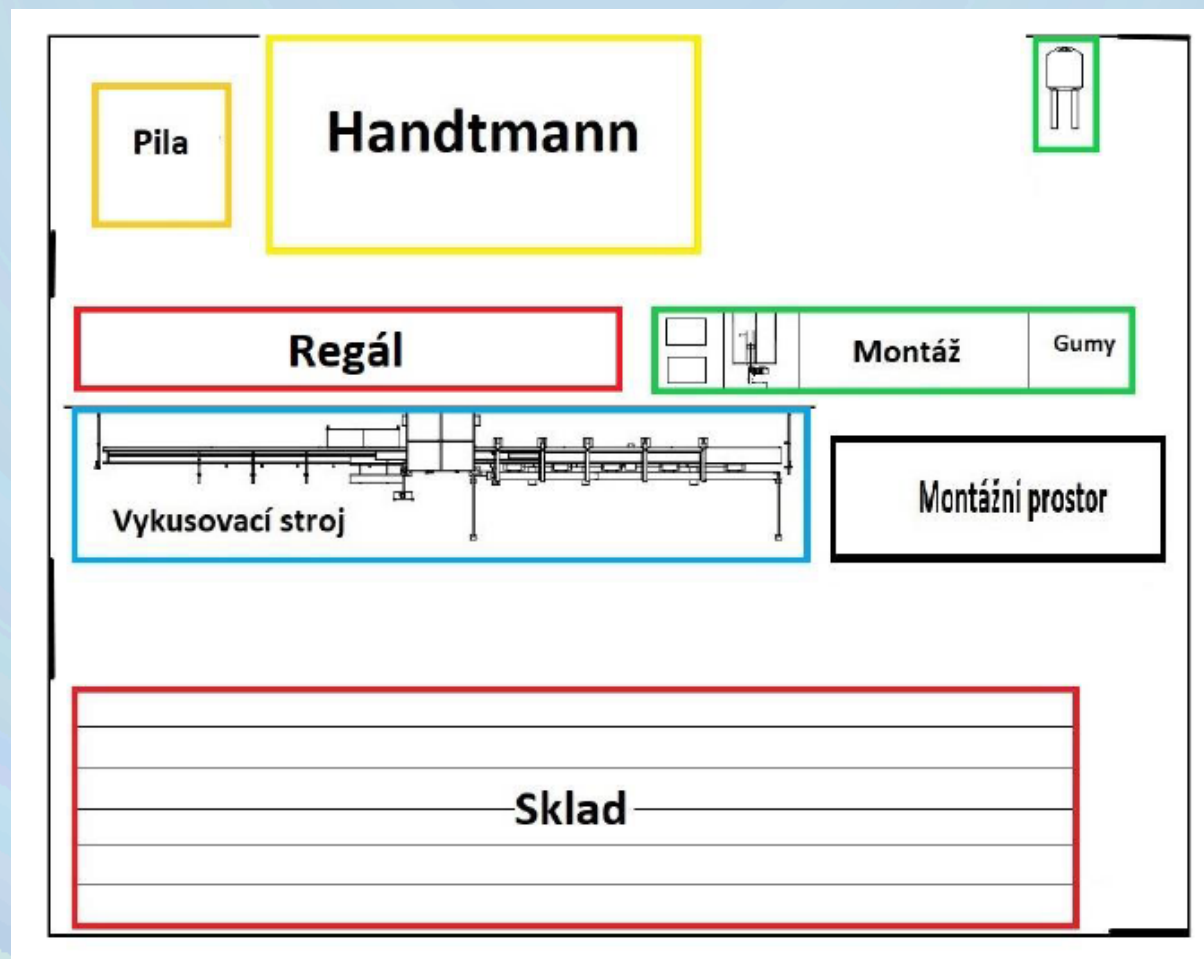 Pila
Handtmann
Regál
Montáž
Gumy
Vykusovací stroj
Montážní prostor
Sklad